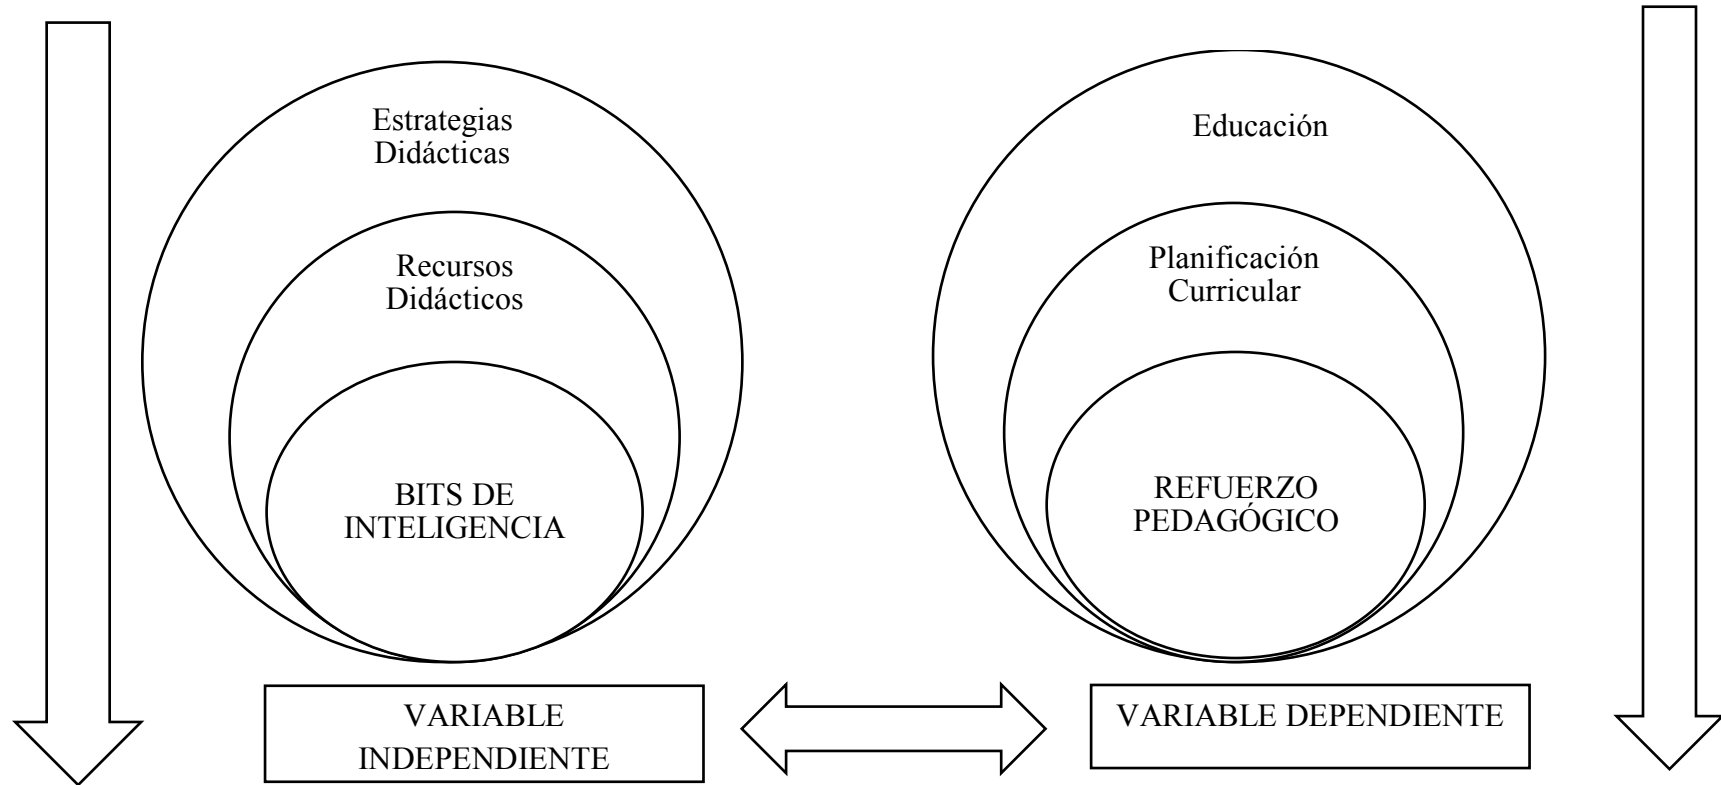 Estrategias
Didácticas
Recursos
Didácticos
BITS DE
INTELIGENCIA
VARIABLE
INDEPENDIENTE
Educación
Planificación
Curricular
REFUERZO
PEDAGÓGICO
VARIABLE DEPENDIENTE